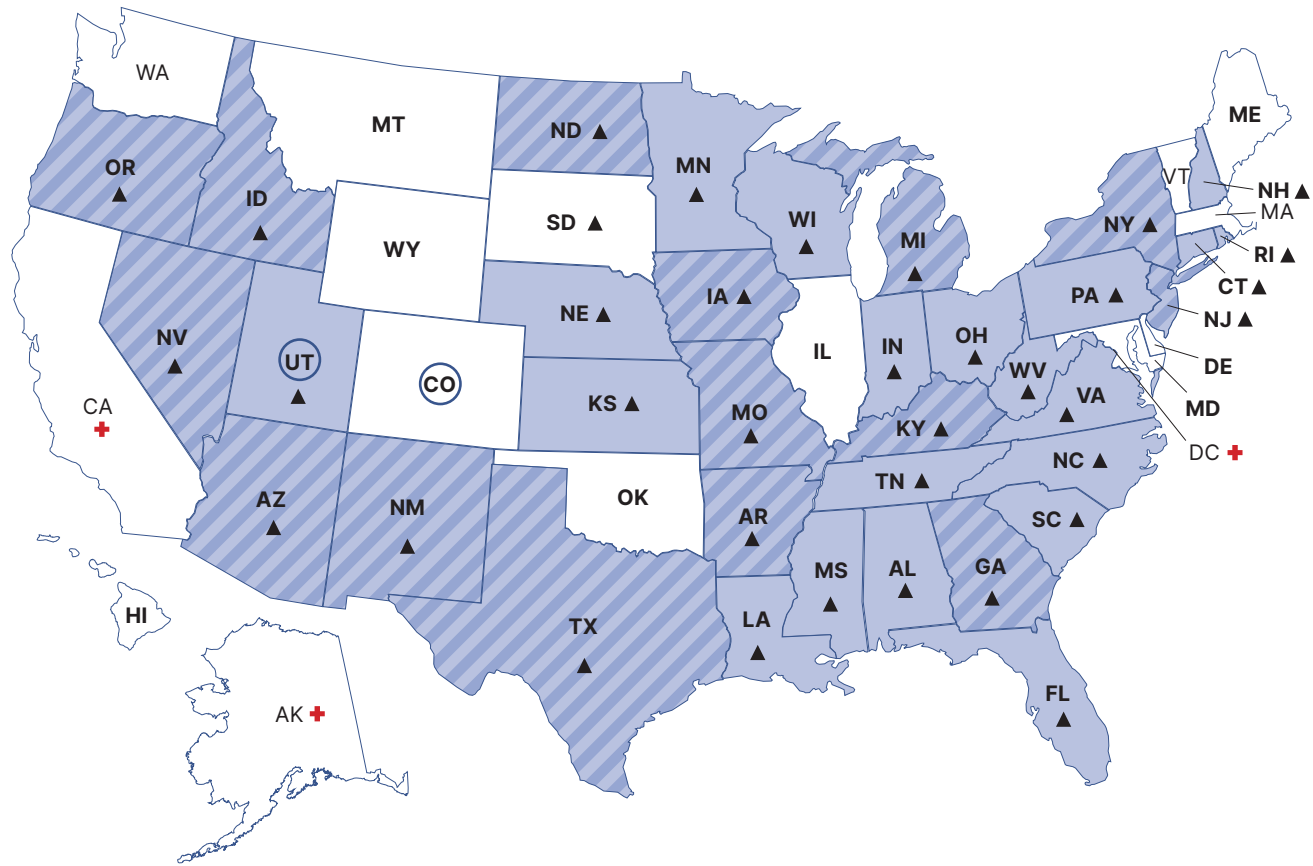 WA
MT
ND ▲
ME
OR
▲
MN
▲
VT
ID
▲
NH ▲
MA
WY
SD ▲
WI
▲
MI
▲
NY ▲
RI ▲
CT ▲
NJ ▲
NV
▲
NE ▲
IA ▲
PA ▲
UT
▲
CO
IL
IN
▲
OH
▲
DE
WV
▲
VA
▲
MD
CA
KS ▲
MO
▲
KY ▲
DC
NC ▲
AZ
▲
NM
▲
OK
TN ▲
AR
▲
SC ▲
MS
▲
AL
▲
GA
▲
HI
TX
▲
LA
▲
FL
▲
AK